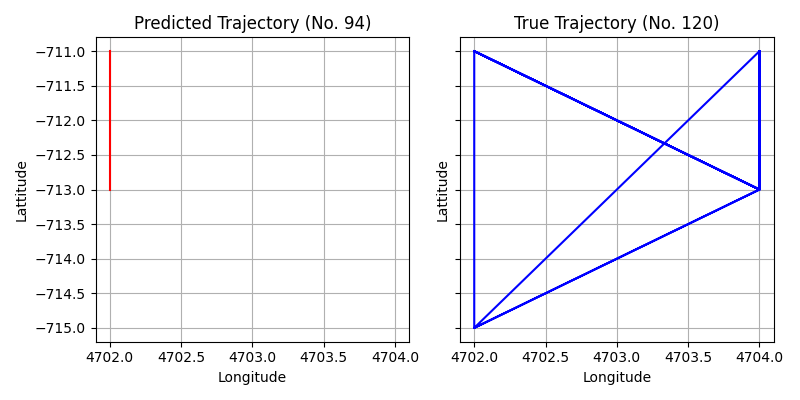 Predicted Trajectory (No. 94)
True Trajectory (No. 120)
−711.0
−711.5
−712.0
−712.5
−713.0
−713.5
−714.0
−714.5
−715.0
Lattitude
Lattitude
4702.0 4702.5 4703.0 4703.5 4704.0
4702.0 4702.5 4703.0 4703.5 4704.0
Longitude
Longitude